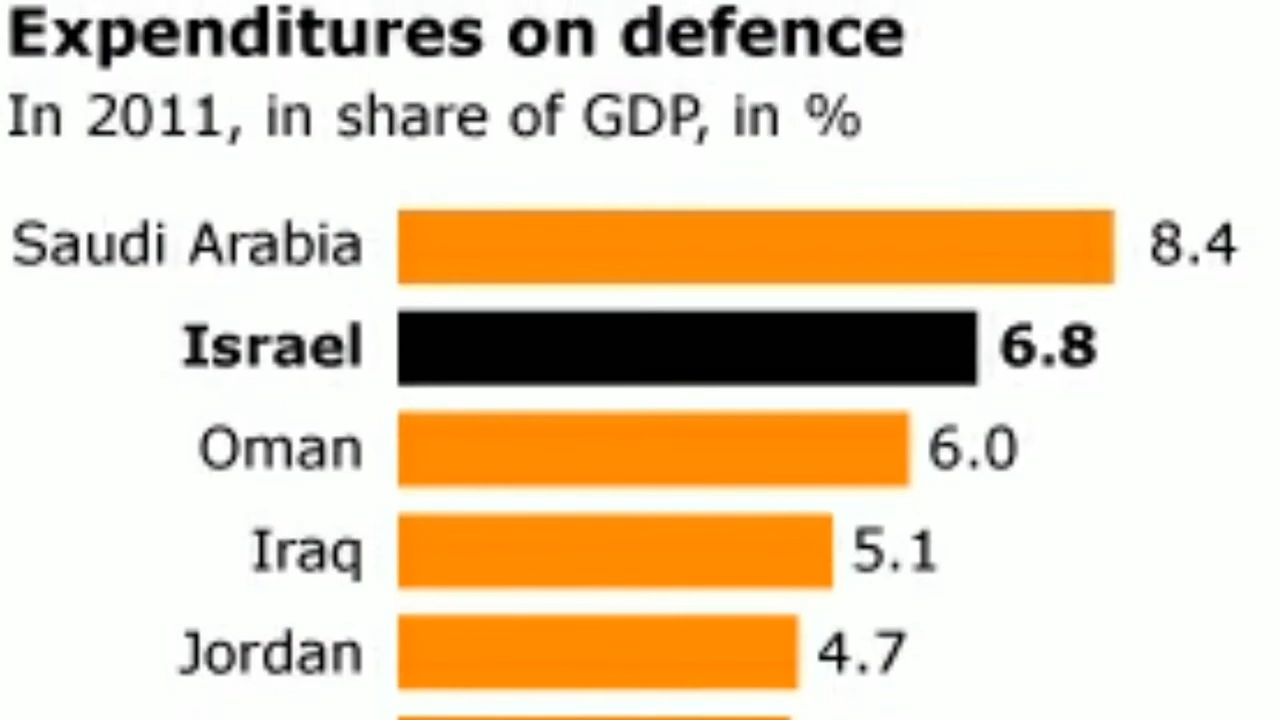 Expenditures on defence
In 2011, in share of GDP, in %
Saudi Arabia 8.4
Israel 6.8
Oman 6.0
Iraq 5.1
Jordan 4.7